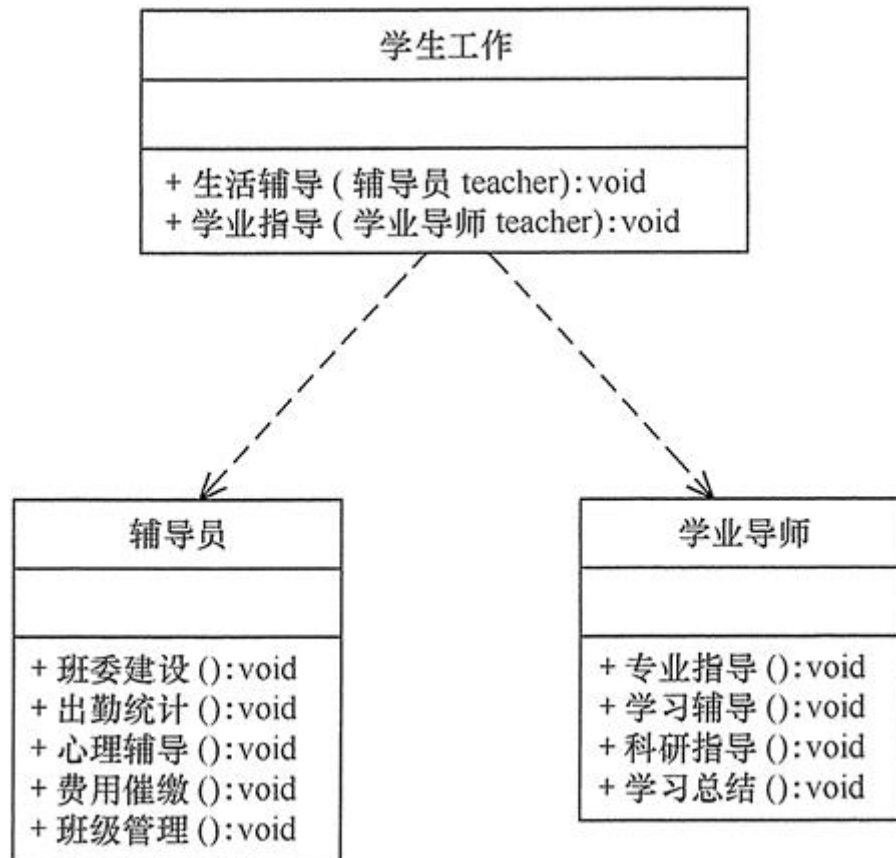 学生工作
+ 生活辅导 ( 辅导员 teacher):void
+ 学业指导 ( 学业导师 teacher):void
辅导员
+ 班委建设 ():void
+ 出勤统计 ():void
+ 心理辅导 ():void
+ 费用催缴 ():void
+ 班级管理 ():void
学业导师
+ 专业指导 ():void
+ 学习辅导 ():void
+ 科研指导 ():void
+ 学习总结 ():void